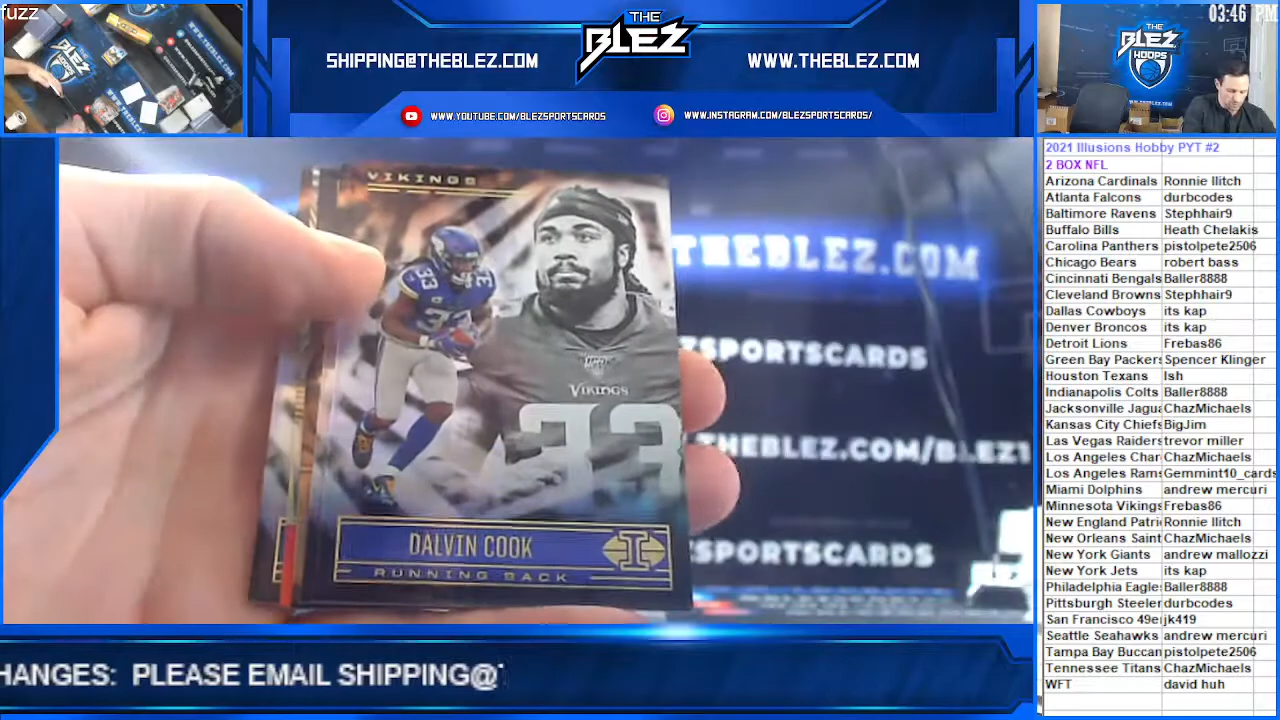 fuzz
THE
BLEZ
SHIPPING@THEBLEZ.COM
WWW.THEBLEZ.COM
WWW.YOUTUBE.COM/BLEZSPORTSCARDS
WWW.INSTAGRAM.COM/BLEZSPORTSCARDS/
THE
BLEZ
HOOPS
03:46 PM
VIKINGS
33
33
VIKINGS
33
DALVIN COOK
I
RUNNING BACK
THEBLEZ.COM
ZSPORTSCARDS
THEBLEZ.COM/BLEZ1
ZSPORTSCARDS
HANGES: PLEASE EMAIL SHIPPING@
2021 Illusions Hobby PYT #2
2 BOX NFL
Arizona Cardinals Ronnie Ilitch
Atlanta Falcons durbcodes
Baltimore Ravens Stephhair9
Buffalo Bills Heath Chelakis
Carolina Panthers pistolpete2506
Chicago Bears robert bass
Cincinnati Bengals Baller8888
Cleveland Browns Stephhair9
Dallas Cowboys its kap
Denver Broncos its kap
Detroit Lions Frebas86
Green Bay Packers Spencer Klinger
Houston Texans Ish
Indianapolis Colts Baller8888
Jacksonville Jagua ChazMichaels
Kansas City Chiefs BigJim
Las Vegas Raiders trevor miller
Los Angeles Char ChazMichaels
Los Angeles Rams Gemmint10_cards
Miami Dolphins andrew mercuri
Minnesota Vikings Frebas86
New England Patri Ronnie Ilitch
New Orleans Saint ChazMichaels
New York Giants andrew mallozzi
New York Jets its kap
Philadelphia Eagle Baller8888
Pittsburgh Steeler durbcodes
San Francisco 49e jk419
Seattle Seahawks andrew mercuri
Tampa Bay Buccan pistolpete2506
Tennessee Titans ChazMichaels
WFT david huh